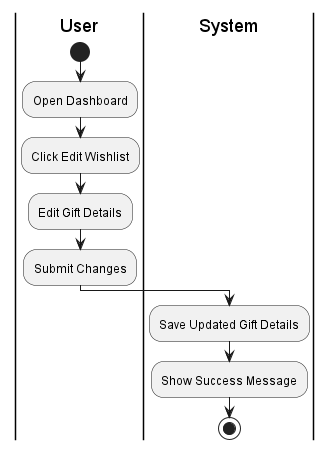 User
System
Open Dashboard
Click Edit Wishlist
Edit Gift Details
Submit Changes
Save Updated Gift Details
Show Success Message